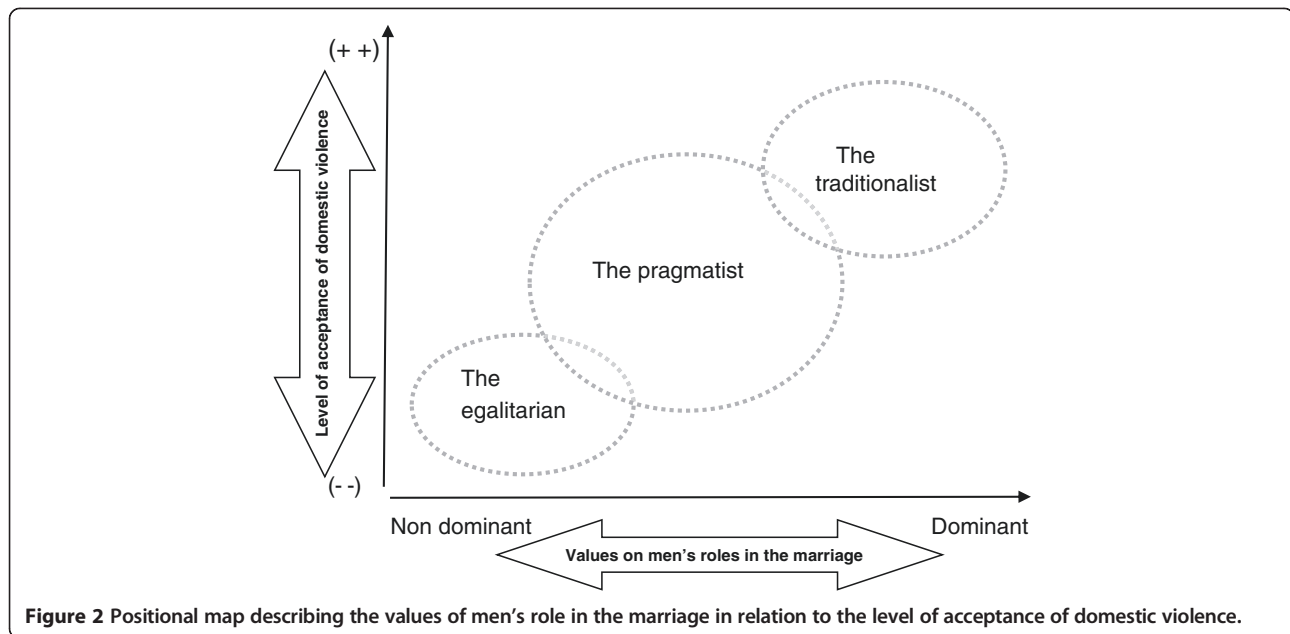 (+ +)
Level of acceptance of domestic violence
The
traditionalist
The pragmatist
The
egalitarian
(- -)
Non dominant
Dominant
Values on men's roles in the marriage
Figure 2 Positional map describing the values of men's role in the marriage in relation to the level of acceptance of domestic violence.